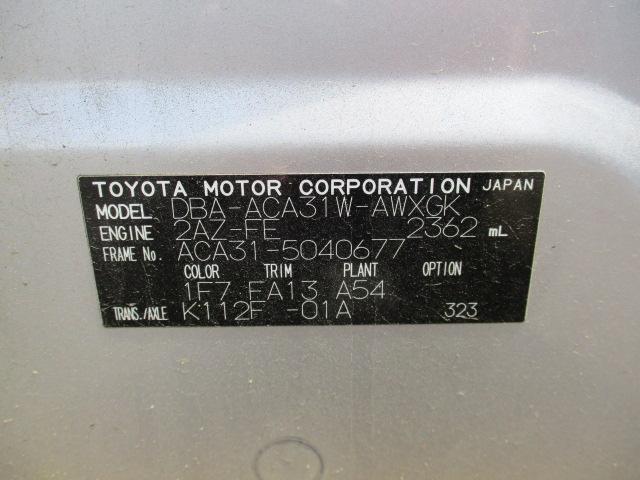 TOYOTA MOTOR CORPORATION JAPAN
MODEL DBA-ACA31W-AWXGK
ENGINE 2AZ-FE 2362 mL
FRAME No. ACA31-5040677
COLOR TRIM PLANT OPTION
1F7 FA13 A54
TRANS./AXLE K112F -01A 323